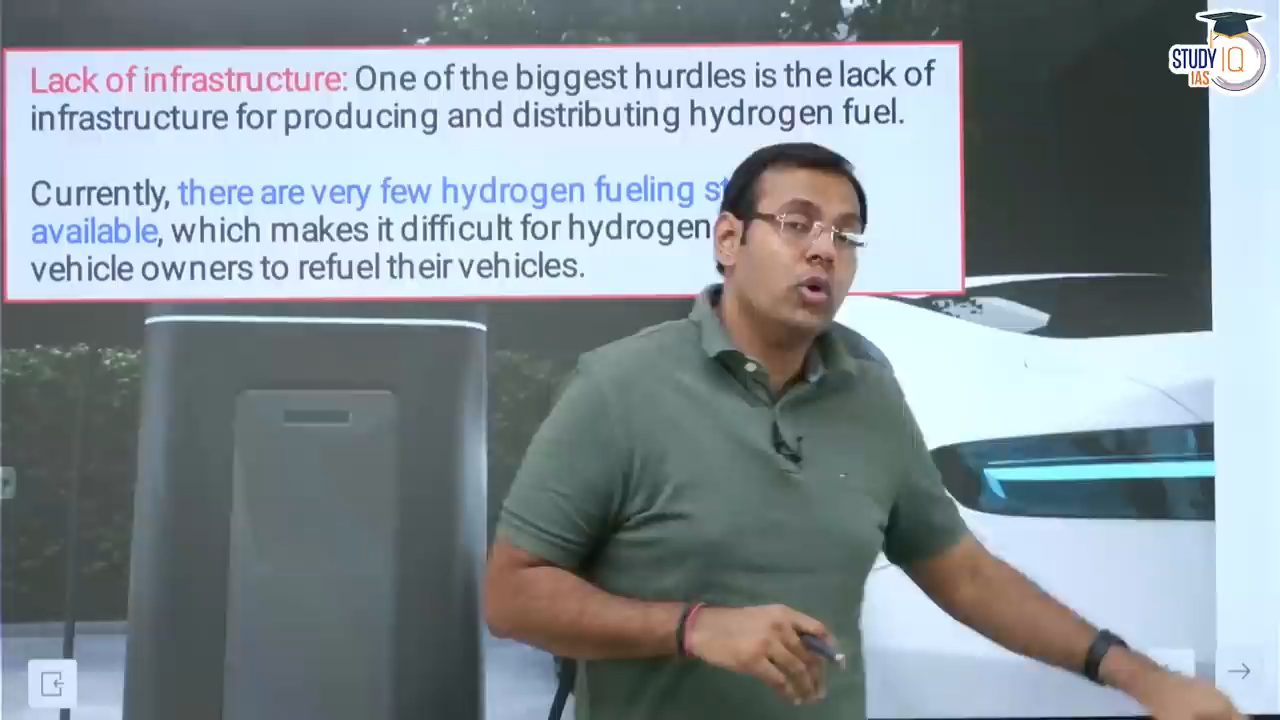 Lack of infrastructure: One of the biggest hurdles is the lack of
infrastructure for producing and distributing hydrogen fuel.
Currently, there are very few hydrogen fueling
available, which makes it difficult for hydrogen
vehicle owners to refuel their vehicles.
STUDY IQ
IAS